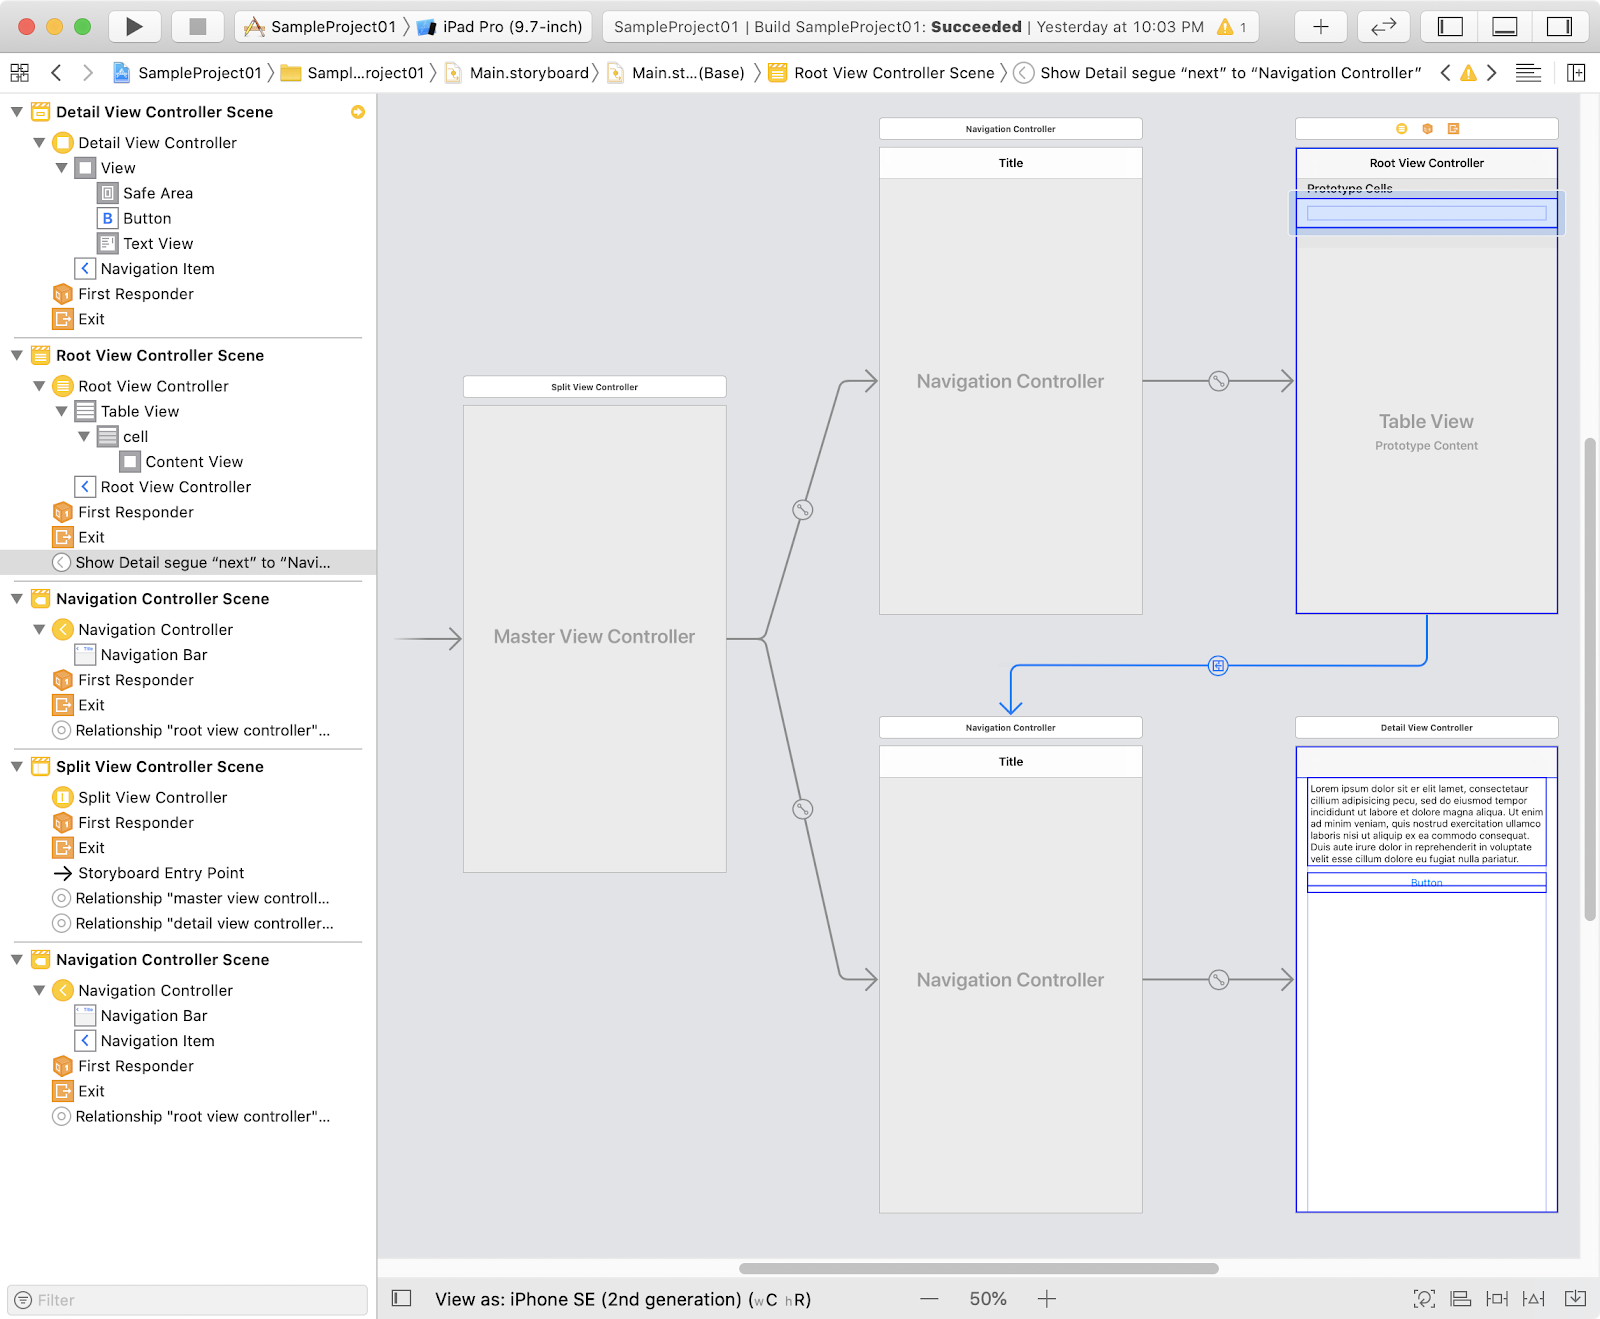 SampleProject01 〉 iPad Pro (9.7-inch)
SampleProject01 | Build SampleProject01: Succeeded | Yesterday at 10:03 PM 1
SampleProject01 〉 Sampl...roject01 〉 Main.storyboard 〉 Main.st...(Base) 〉 Root View Controller Scene 〉 Show Detail segue “next” to “Navigation Controller”
Detail View Controller Scene
Detail View Controller
View
Safe Area
B Button
Text View
Navigation Item
First Responder
Exit
Root View Controller Scene
Root View Controller
Table View
cell
Content View
Root View Controller
First Responder
Exit
Show Detail segue “next” to “Navi...
Navigation Controller Scene
Navigation Controller
Title Navigation Bar
First Responder
Exit
Relationship "root view controller"...
Split View Controller Scene
Split View Controller
First Responder
Exit
Storyboard Entry Point
Relationship "master view controll...
Relationship "detail view controller...
Navigation Controller Scene
Navigation Controller
Title Navigation Bar
Navigation Item
First Responder
Exit
Relationship "root view controller"...
Filter
Split View Controller
Master View Controller
Navigation Controller
Title
Navigation Controller
Root View Controller
Prototype Cells
Table View
Prototype Content
Navigation Controller
Title
Navigation Controller
Detail View Controller
Lorem ipsum dolor sit er elit lamet, consectetaur
cillium adipisicing pecu, sed do eiusmod tempor
incididunt ut labore et dolore magna aliqua. Ut enim
ad minim veniam, quis nostrud exercitation ullamco
laboris nisi ut aliquip ex ea commodo consequat.
Duis aute irure dolor in reprehenderit in voluptate
velit esse cillum dolore eu fugiat nulla pariatur.
Button
View as: iPhone SE (2nd generation) (wC hR)
— 50% +